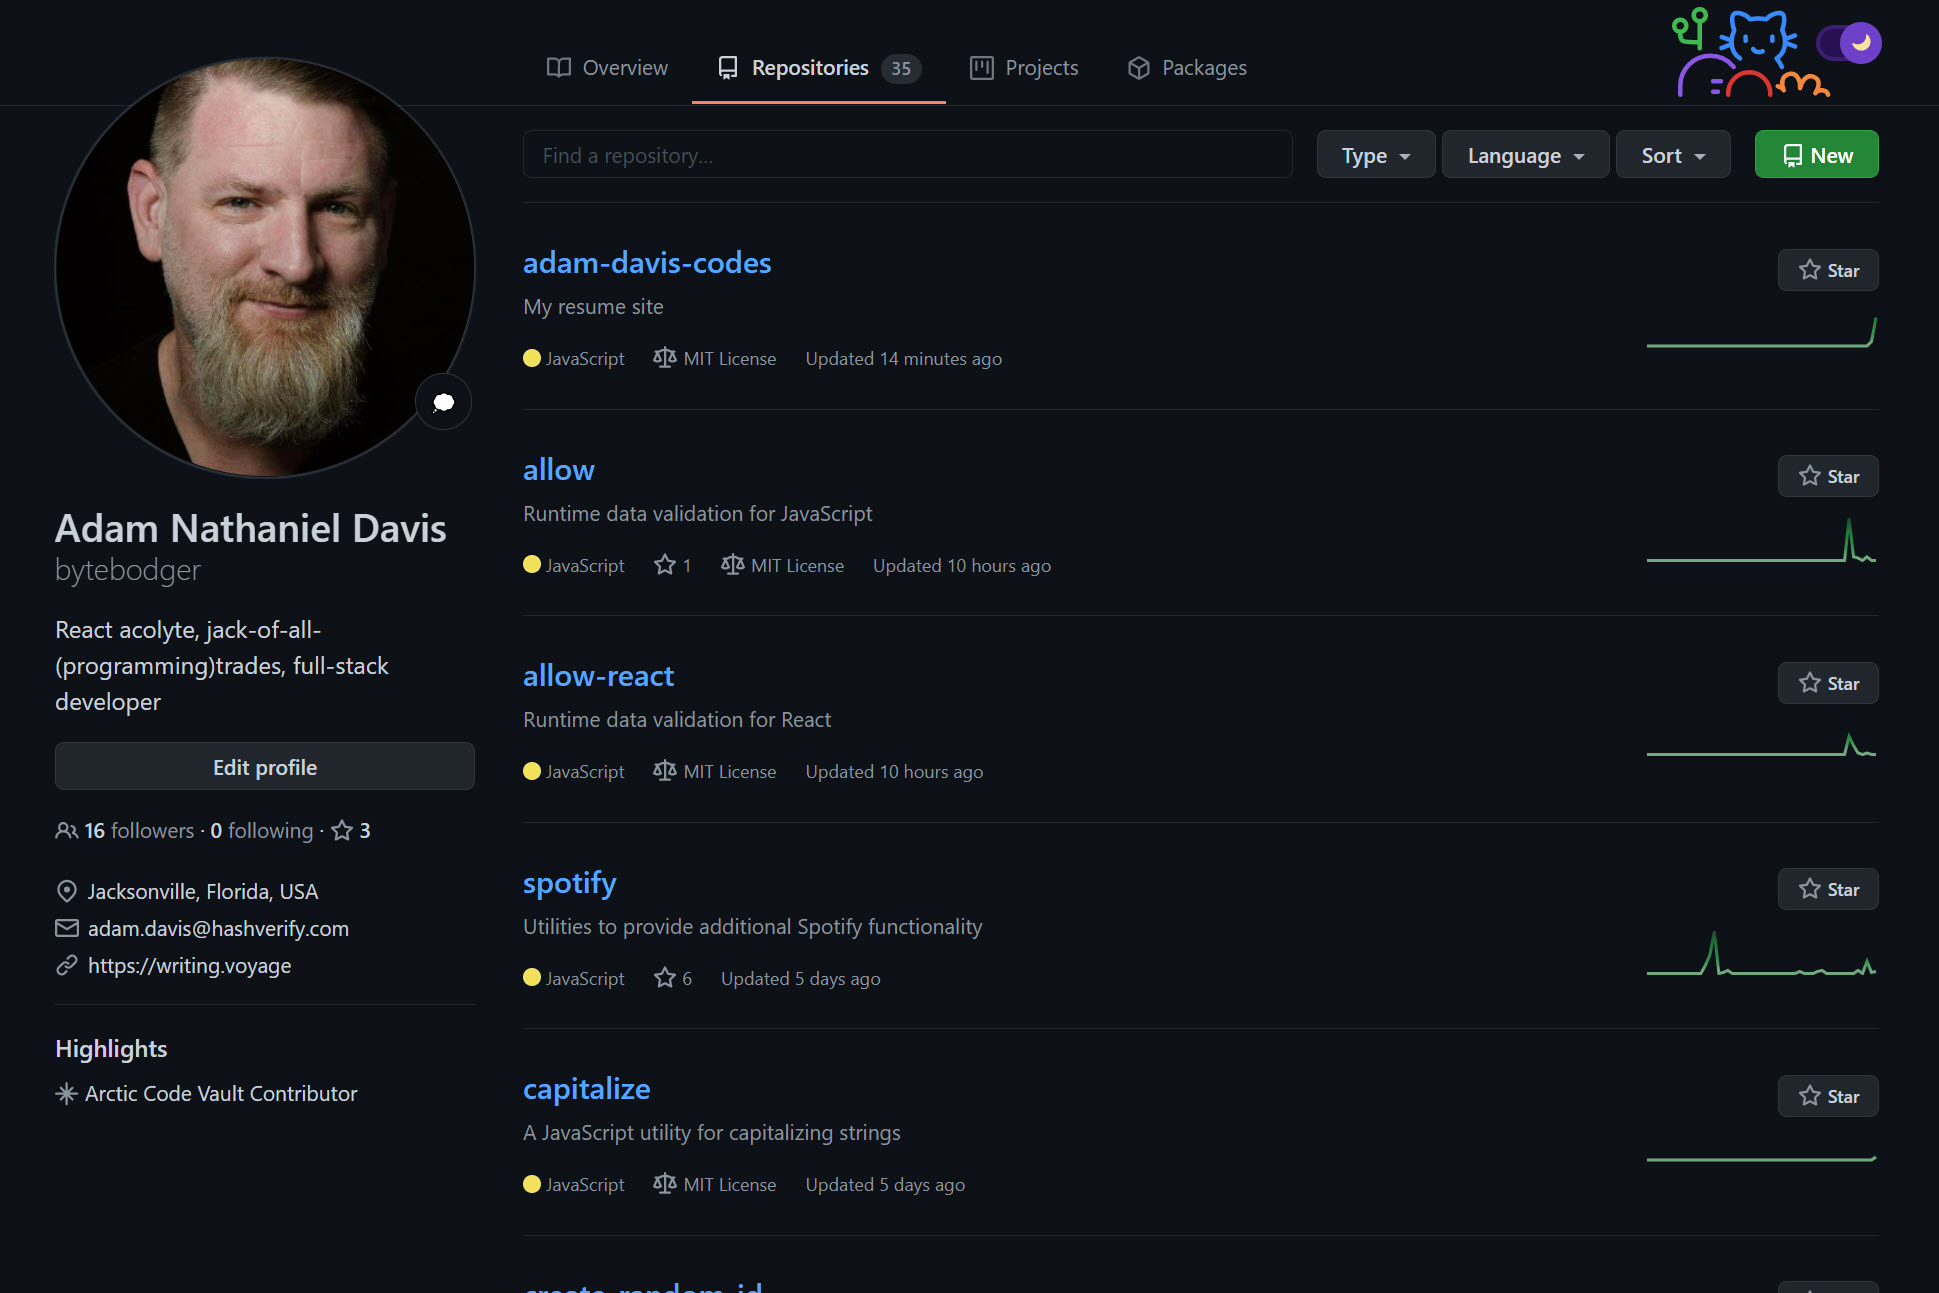 Overview Repositories 35 Projects Packages
Find a repository... Type Language Sort New
adam-davis-codes Star
My resume site
JavaScript MIT License Updated 14 minutes ago
allow Star
Runtime data validation for JavaScript
JavaScript 1 MIT License Updated 10 hours ago
allow-react Star
Runtime data validation for React
JavaScript MIT License Updated 10 hours ago
spotify Star
Utilities to provide additional Spotify functionality
JavaScript 6 Updated 5 days ago
capitalize Star
A JavaScript utility for capitalizing strings
JavaScript MIT License Updated 5 days ago
create-random-id
Adam Nathaniel Davis
bytebodger
React acolyte, jack-of-all-
(programming)trades, full-stack
developer
Edit profile
16 followers · 0 following · 3
Jacksonville, Florida, USA
adam.davis@hashverify.com
https://writing.voyage
Highlights
Arctic Code Vault Contributor